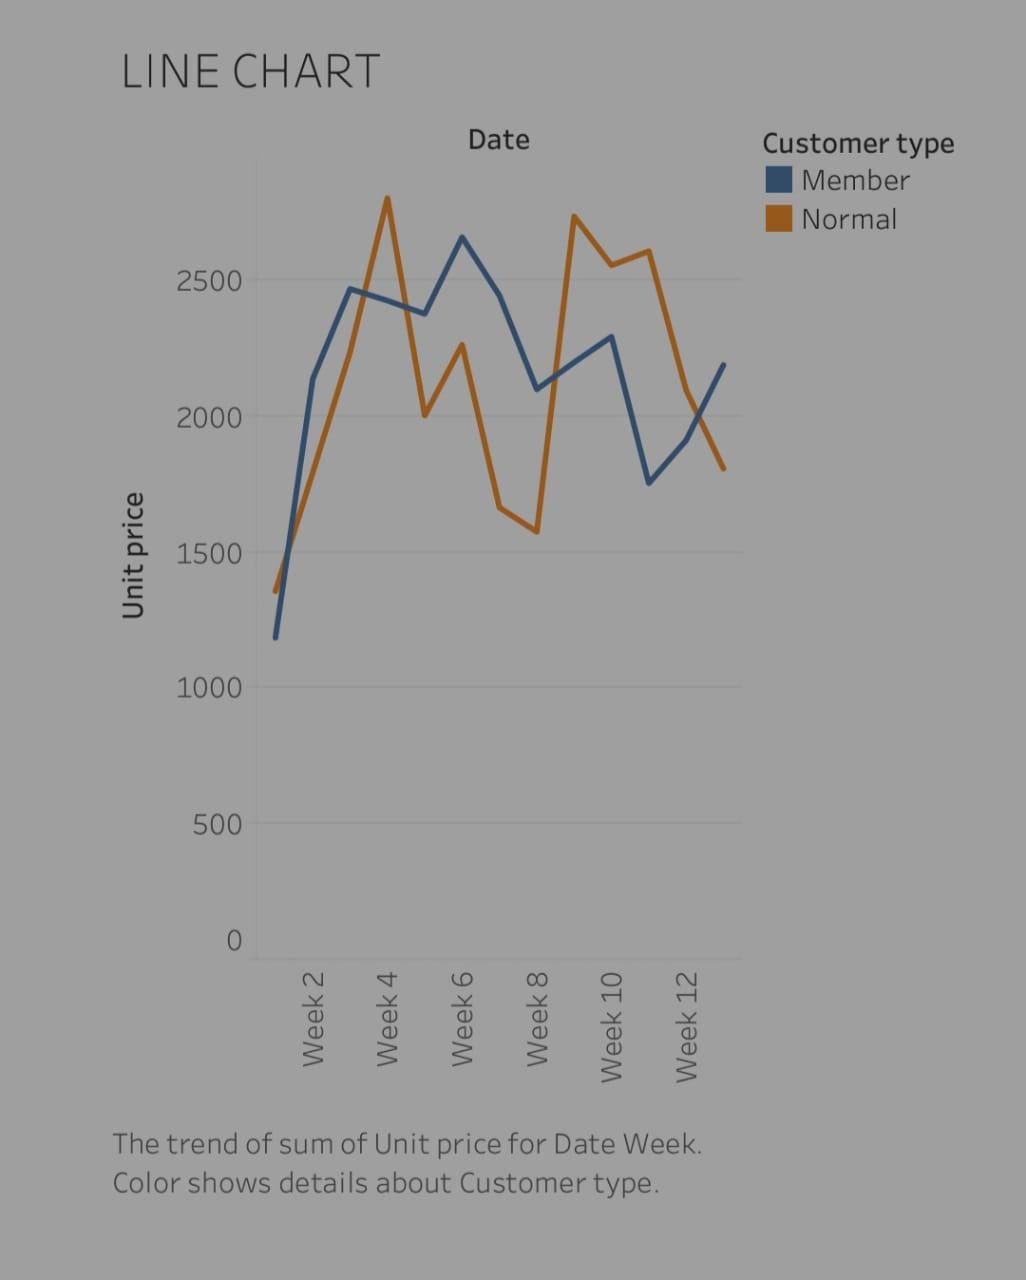 LINE CHART
Date
Customer type
Member
Normal
Unit price
2500
2000
1500
1000
500
0
Week 2
Week 4
Week 6
Week 8
Week 10
Week 12
The trend of sum of Unit price for Date Week.
Color shows details about Customer type.